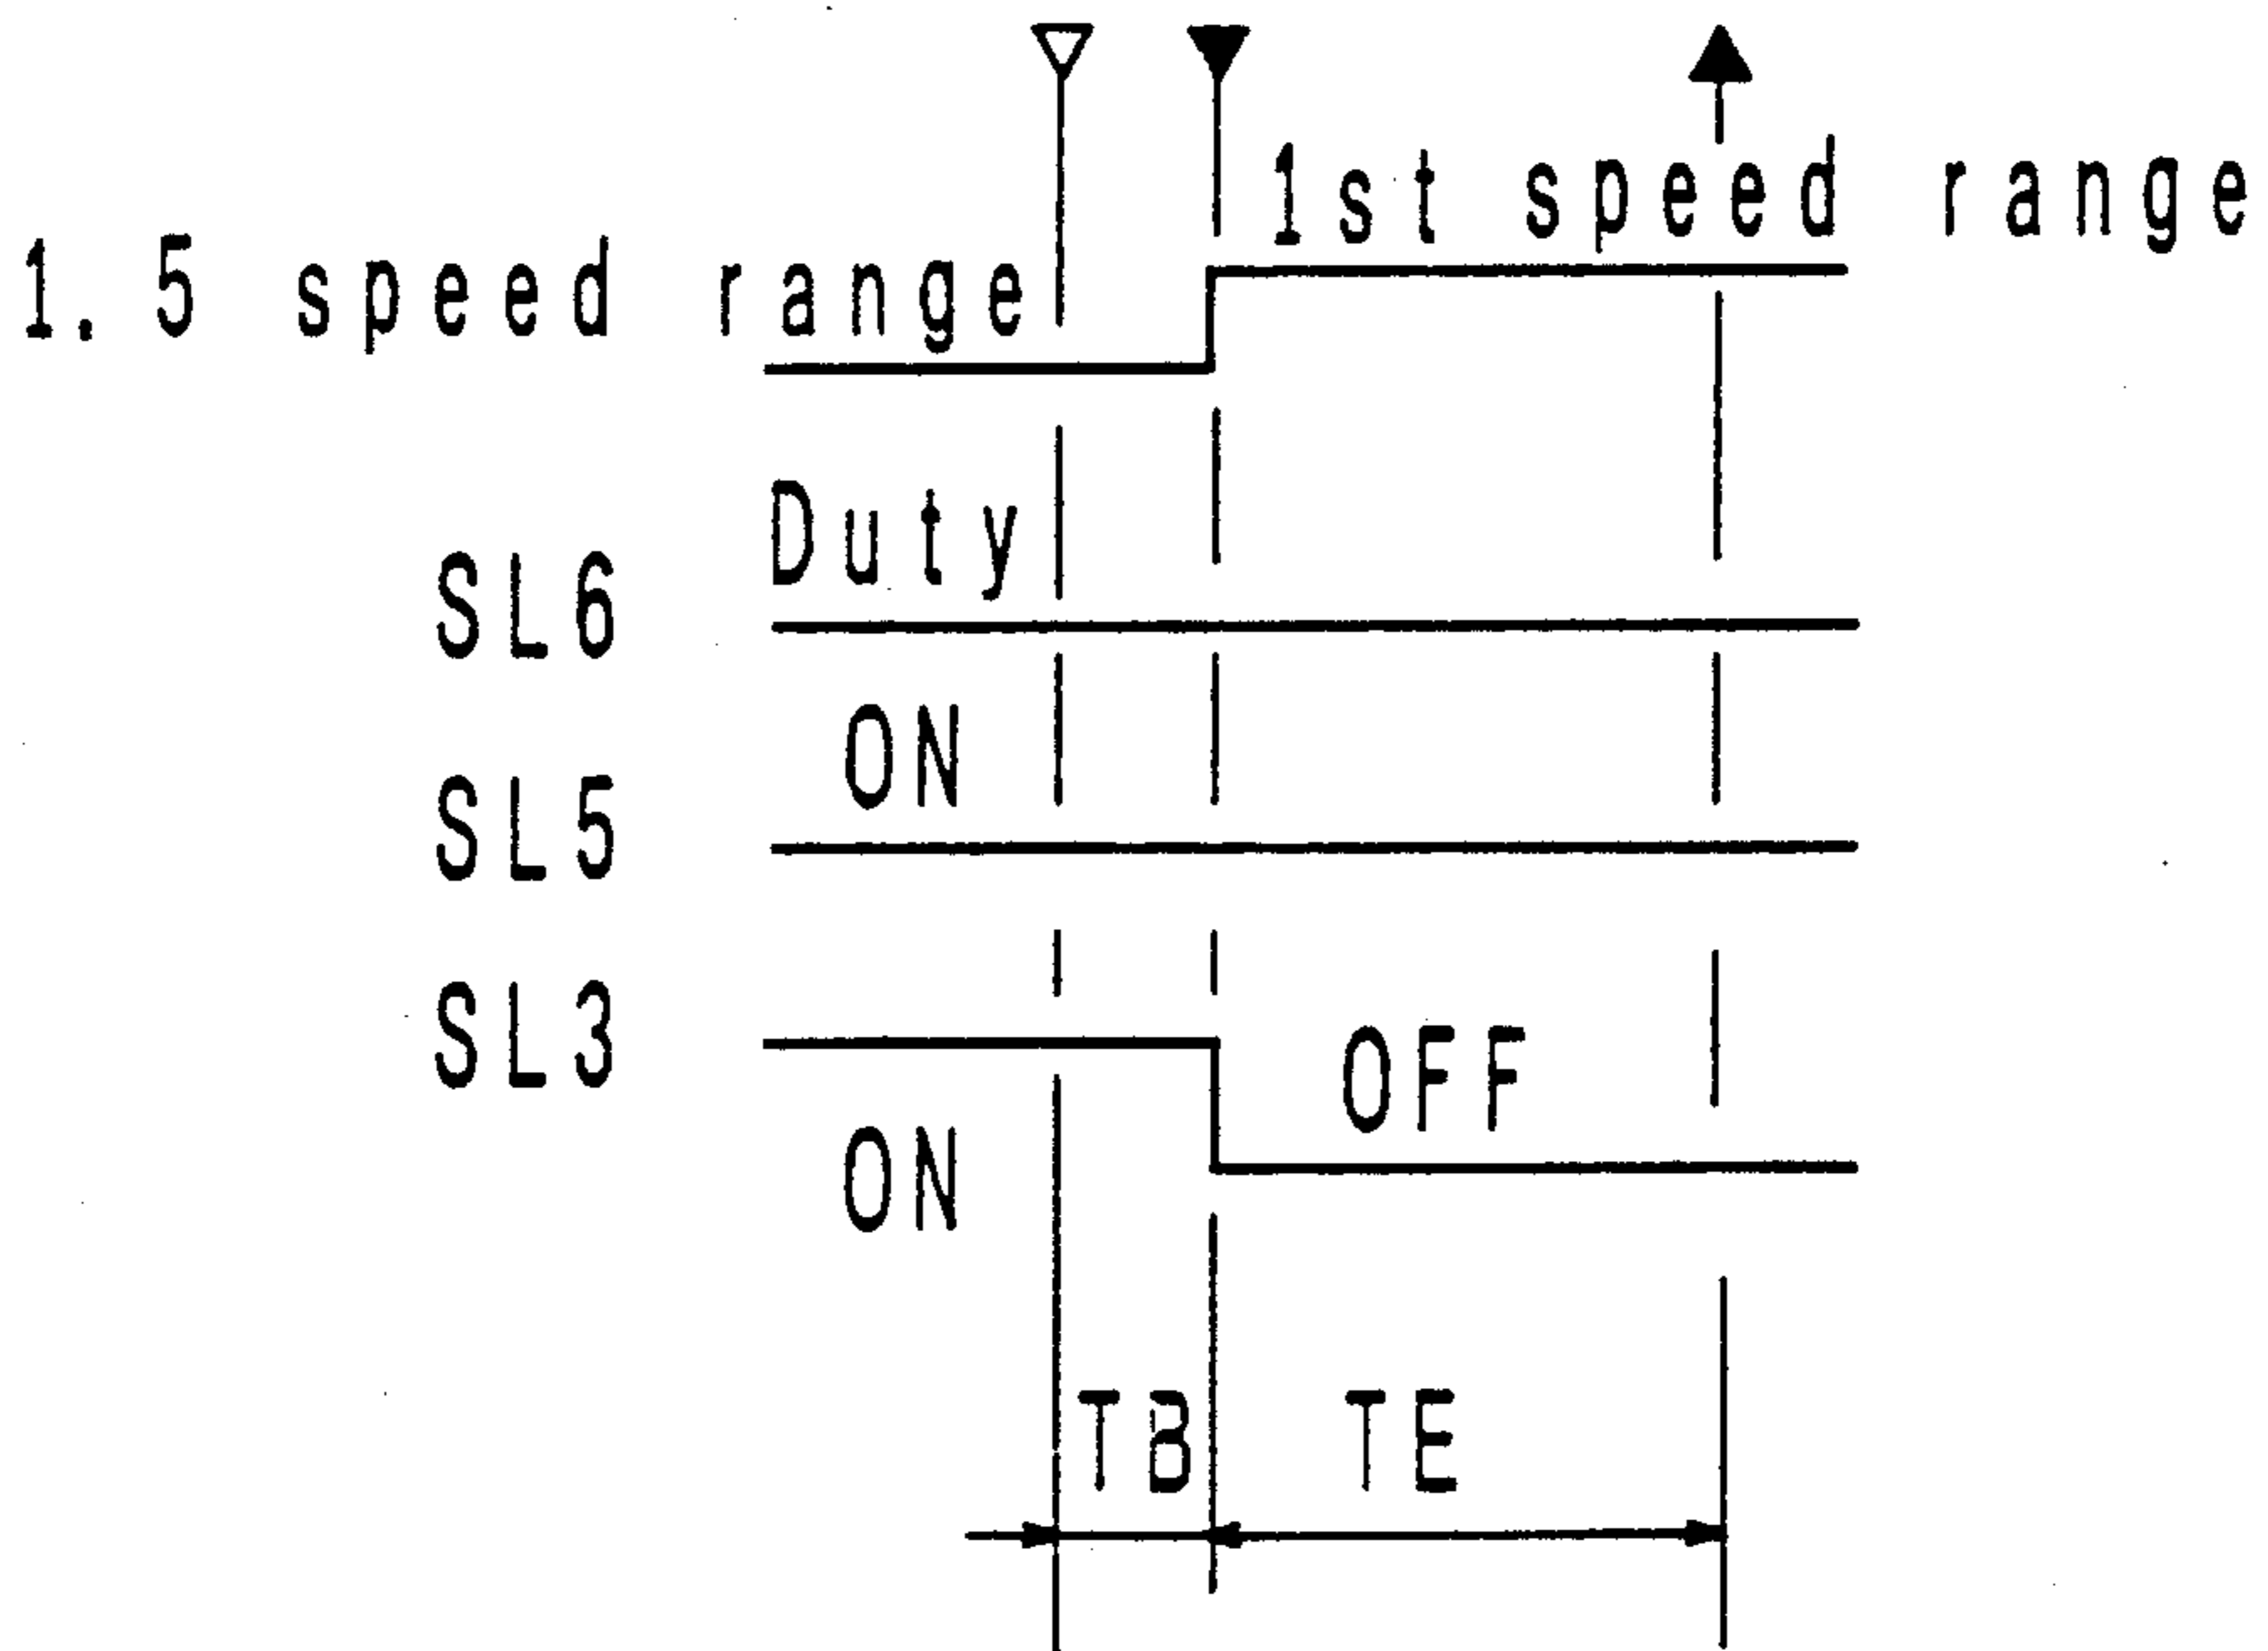 1st speed range
1.5 speed range
Duty
SL6
ON
SL5
SL3
OFF
ON
TB TE